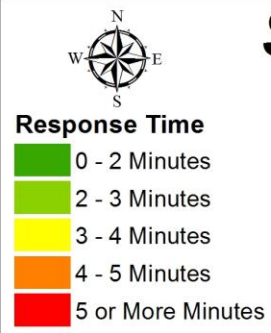 N
W E
S
S
Response Time
0 - 2 Minutes
2 - 3 Minutes
3 - 4 Minutes
4 - 5 Minutes
5 or More Minutes